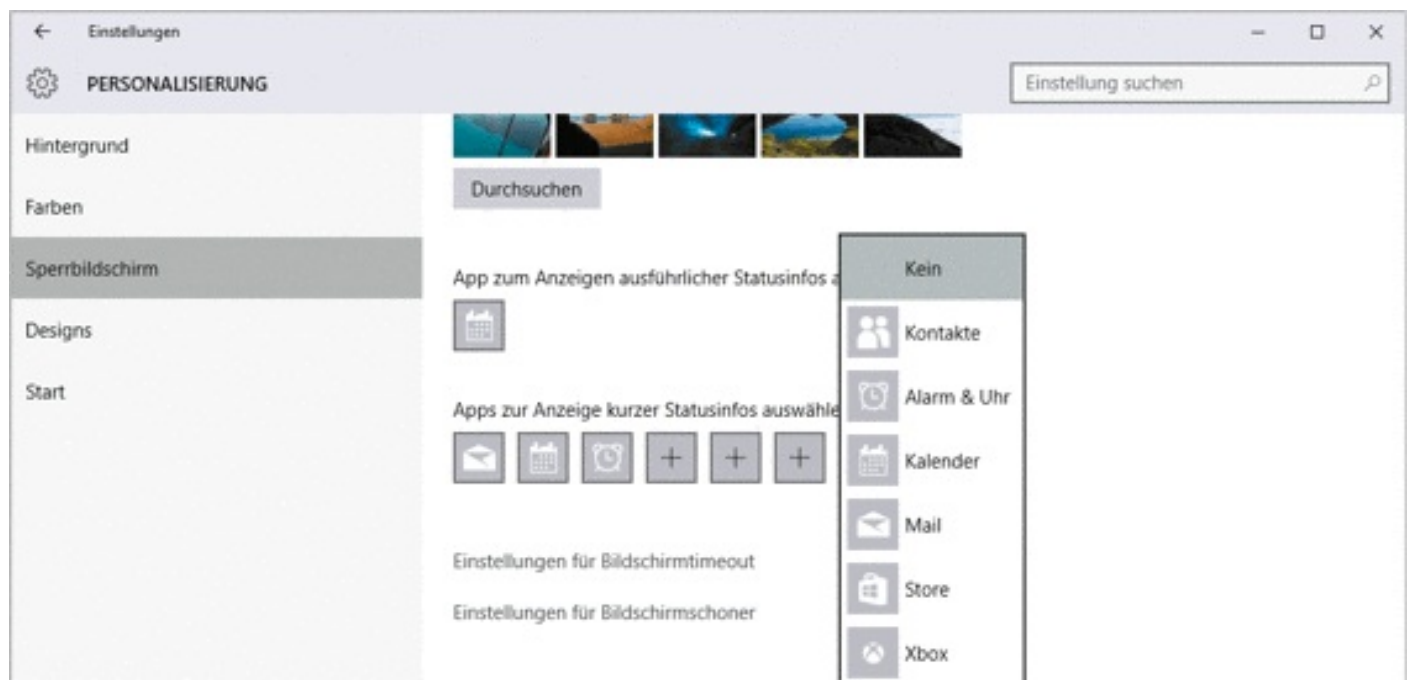 Einstellungen
PERSONALISIERUNG
Einstellung suchen
Hintergrund
Farben
Sperrbildschirm
Designs
Start
Durchsuchen
App zum Anzeigen ausführlicher Statusinfos a
Apps zur Anzeige kurzer Statusinfos auswähle
Einstellungen für Bildschirmtimeout
Einstellungen für Bildschirmschoner
Kein
Kontakte
Alarm & Uhr
Kalender
Mail
Store
Xbox